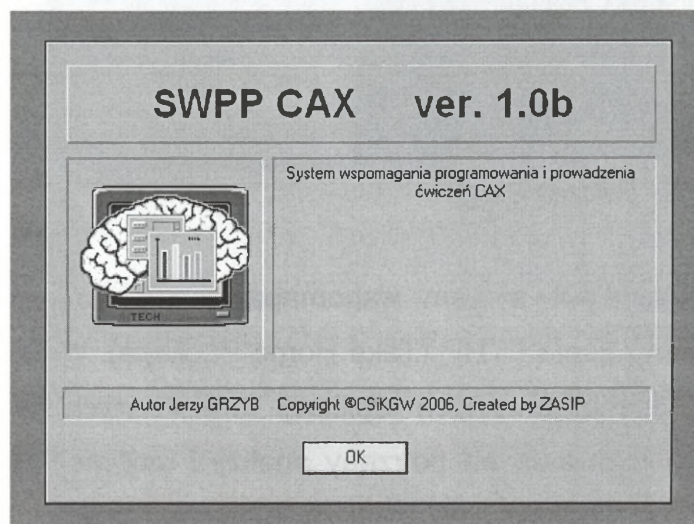 SWPP CAX ver. 1.0b
System wspomagania programowania i prowadzenia
ćwiczeń CAX
TECH
Autor Jerzy GRZYB Copyright ©CSiKGW 2006, Created by ZASIP
OK